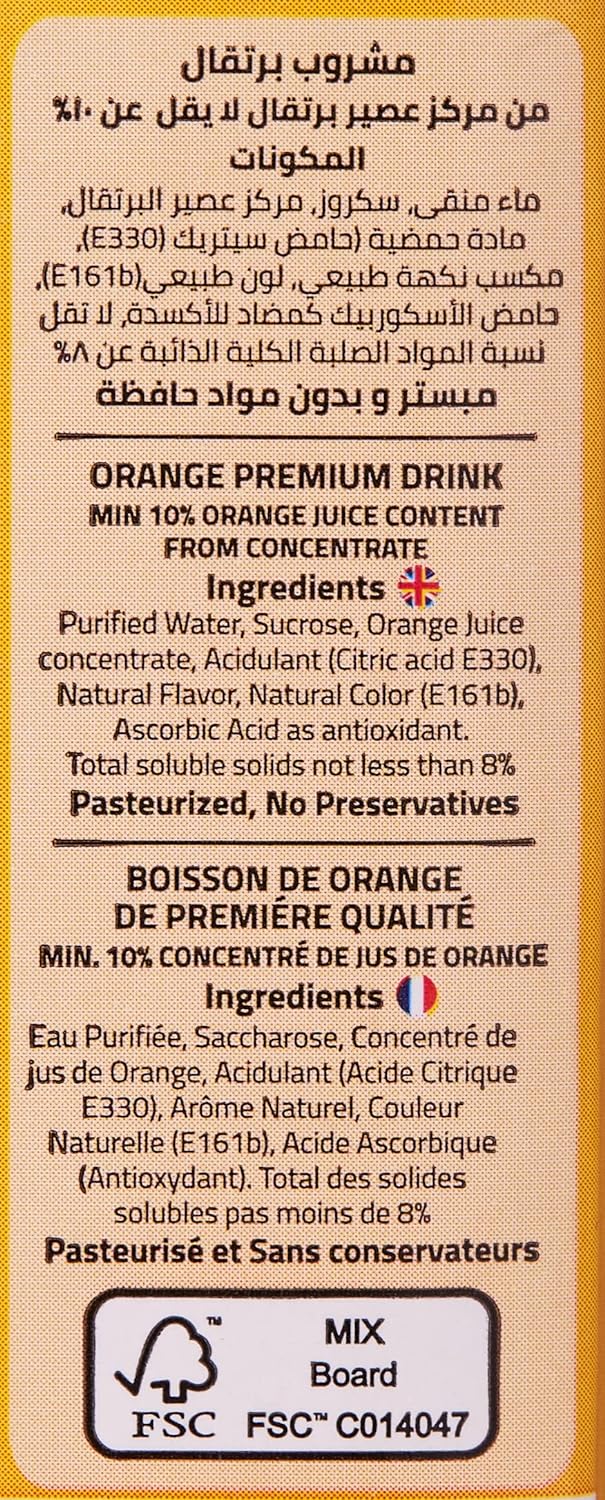 مشروب برتقال
من مركز عصير برتقال لا يقل عن ١٠%
المكونات
ماء منقى، سكروز، مركز عصير البرتقال،
مادة حمضية (حامض سيتريك (E330)،
مكسب نكهة طبيعي، لون طبيعي(E161b)،
حامض الأسكوربيك كمضاد للأكسدة، لا تقل
نسبة المواد الصلبة الكلية الذائبة عن ٨%
مبستر و بدون مواد حافظة
ORANGE PREMIUM DRINK
MIN 10% ORANGE JUICE CONTENT
FROM CONCENTRATE
Ingredients
Purified Water, Sucrose, Orange Juice
concentrate, Acidulant (Citric acid E330),
Natural Flavor, Natural Color (E161b),
Ascorbic Acid as antioxidant.
Total soluble solids not less than 8%
Pasteurized, No Preservatives
BOISSON DE ORANGE
DE PREMIÉRE QUALITÉ
MIN. 10% CONCENTRÉ DE JUS DE ORANGE
Ingredients
Eau Purifiée, Saccharose, Concentré de
jus de Orange, Acidulant (Acide Citrique
E330), Arôme Naturel, Couleur
Naturelle (E161b), Acide Ascorbique
(Antioxydant). Total des solides
solubles pas moins de 8%
Pasteurisé et Sans conservateurs
MIX
Board
FSC FSC™ C014047